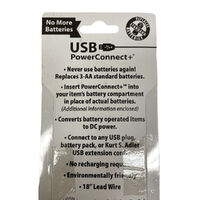 No More
Batteries
USB
PowerConnect+™
• Never use batteries again!
Replaces 3-AA standard batteries.
• Insert PowerConnect+™ into
your item's battery compartment
in place of actual batteries.
(Additional information enclosed)
• Converts battery operated items
to DC power.
• Connect to any USB plug,
battery pack, or Kurt S. Adler
USB extension
• No recharging
• Environmentally friendly
• 18" Lead Wire